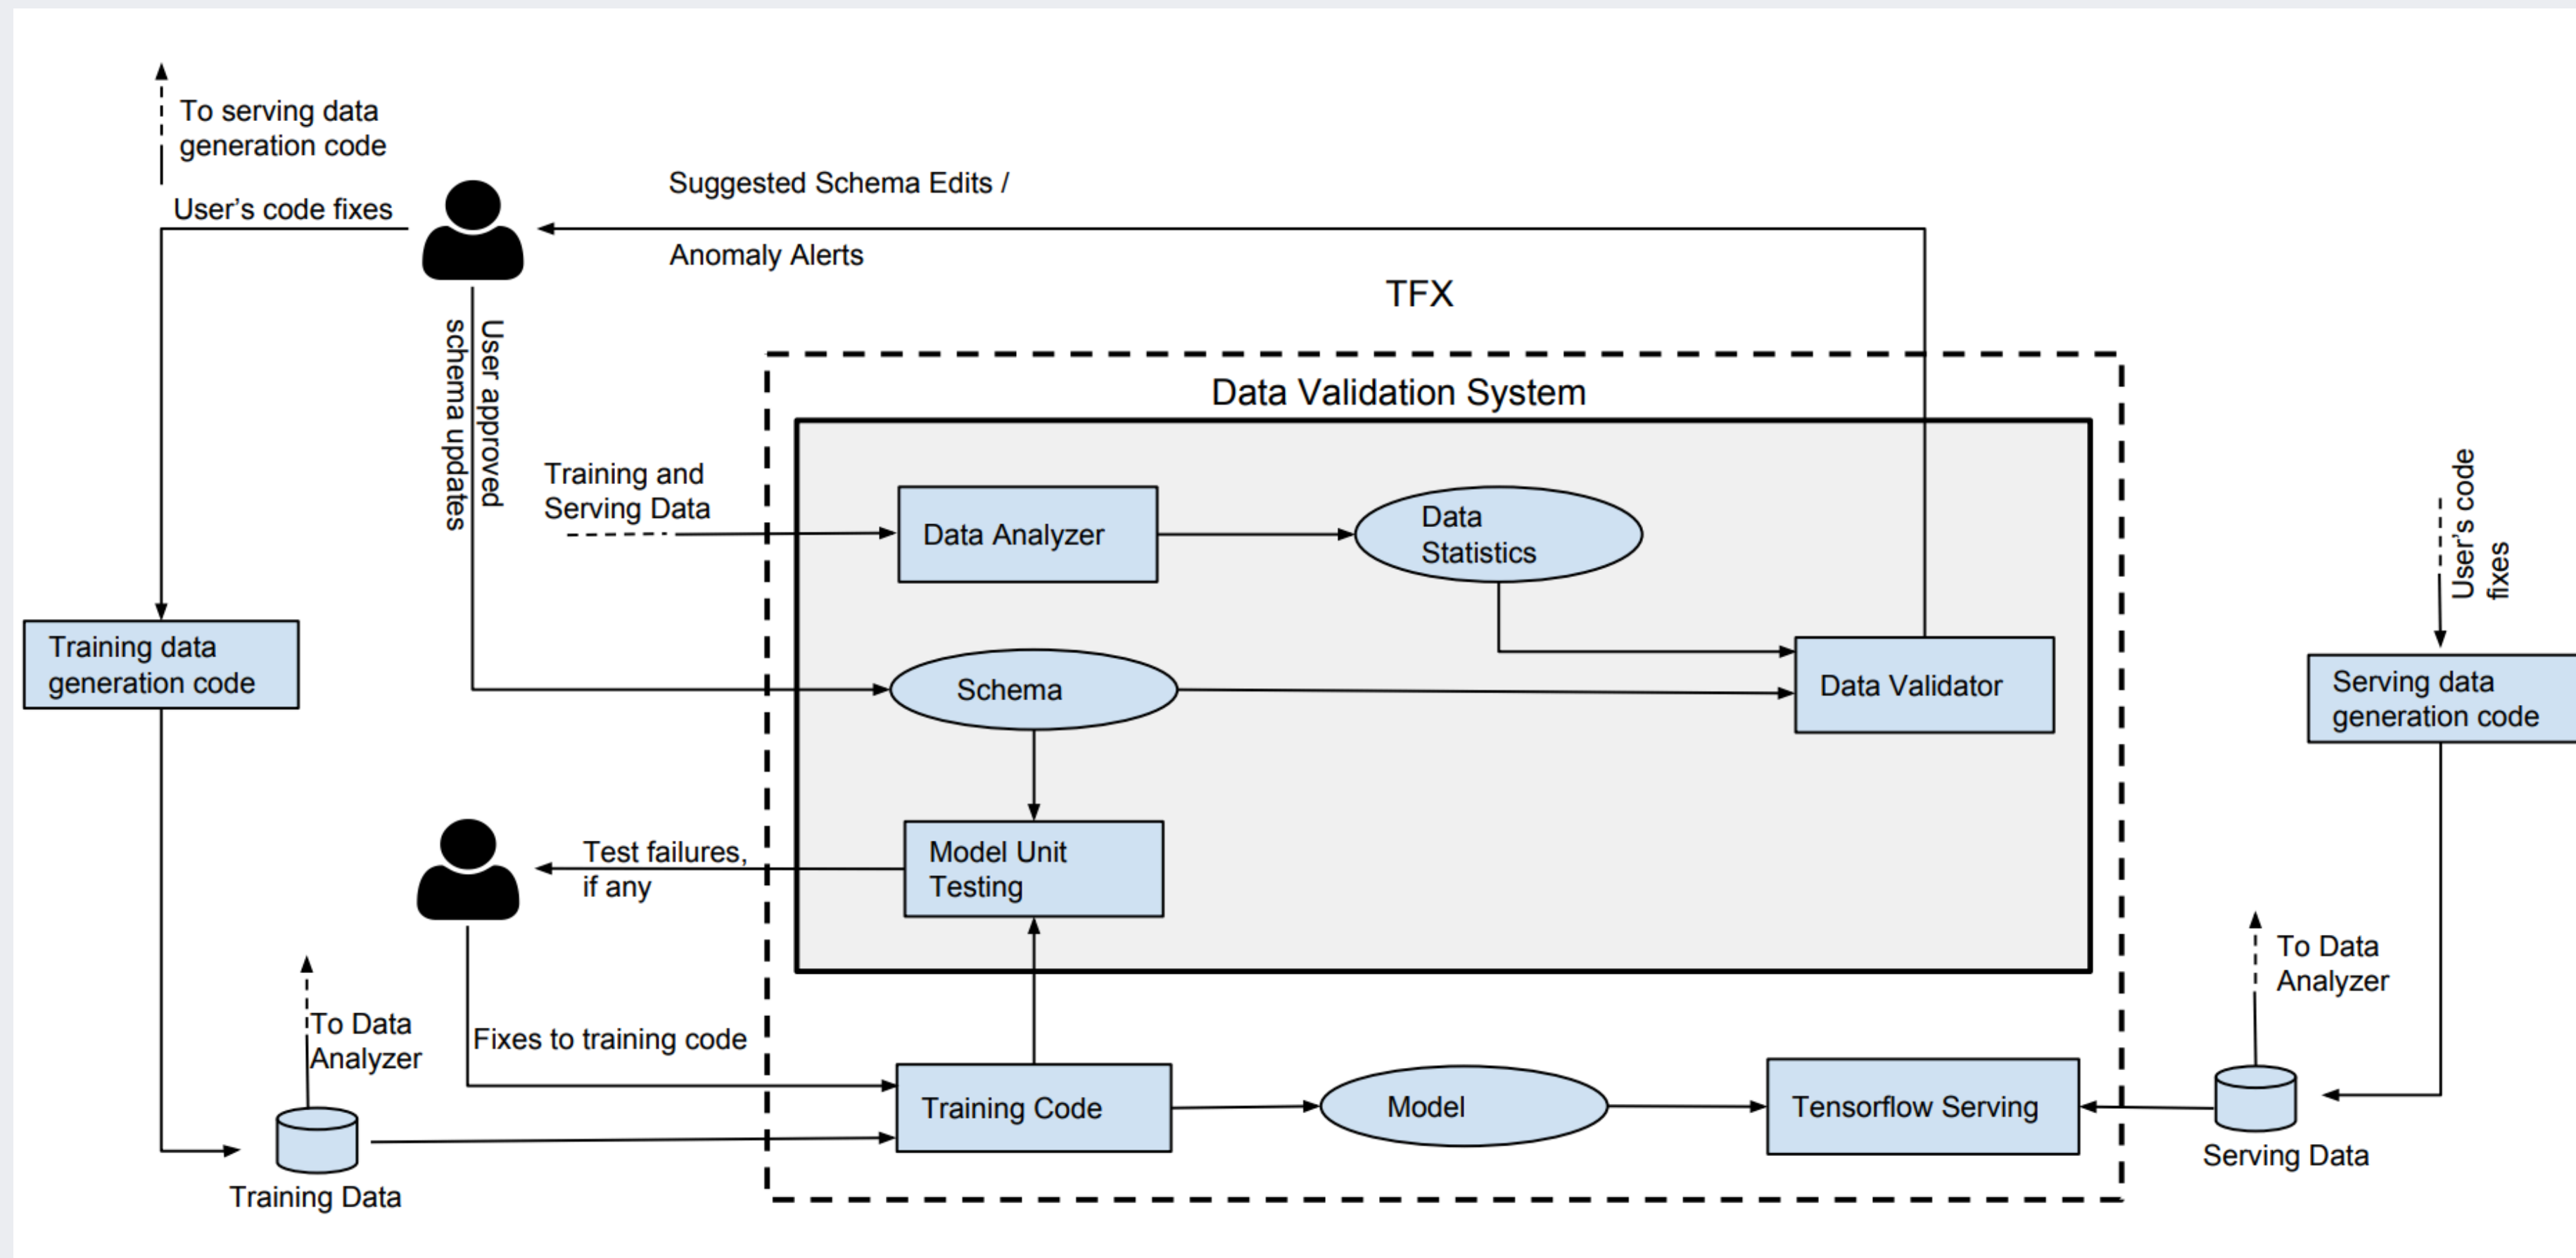 To serving data
generation code
User's code fixes
Suggested Schema Edits /
Anomaly Alerts
TFX
Data Validation System
User approved
schema updates
Training and
Serving Data
Data Analyzer
Data
Statistics
User's code
fixes
Training data
generation code
Schema
Data Validator
Serving data
generation code
Test failures,
if any
Model Unit
Testing
To Data
Analyzer
To Data
Analyzer
Fixes to training code
Training Code
Model
Tensorflow Serving
Serving Data
Training Data